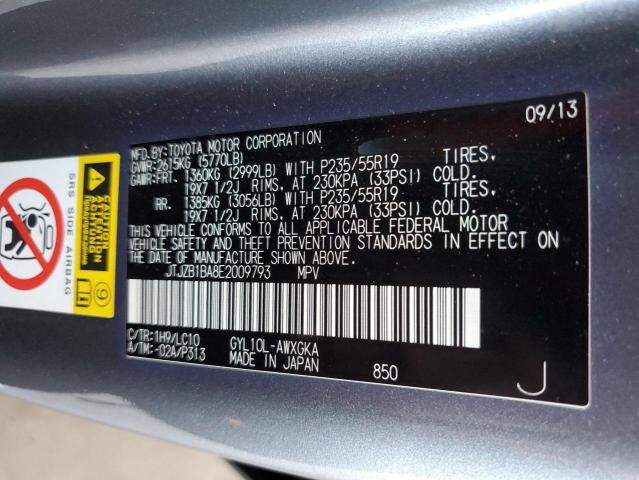 09/13
MFD.BY:TOYOTA MOTOR CORPORATION
GVWR:2615KG (5770LB)
GAWR:FRT. 1360KG (2999LB) WITH P235/55R19 TIRES,
19X7 1/2J RIMS, AT 230KPA (33PSI) COLD.
RR. 1385KG (3056LB) WITH P235/55R19 TIRES,
19X7 1/2J RIMS, AT 230KPA (33PSI) COLD.
THIS VEHICLE CONFORMS TO ALL APPLICABLE FEDERAL MOTOR
VEHICLE SAFETY AND THEFT PREVENTION STANDARDS IN EFFECT ON
THE DATE OF MANUFACTURE SHOWN ABOVE.
JTJZB1BA8E2009793 MPV
C/TR:1H9/LC10 GYL10L-AWXGKA
A/TM:-02A/P313 MADE IN JAPAN 850
J
SRS SIDE AIRBAG
CAUTION
ATTENTION
9